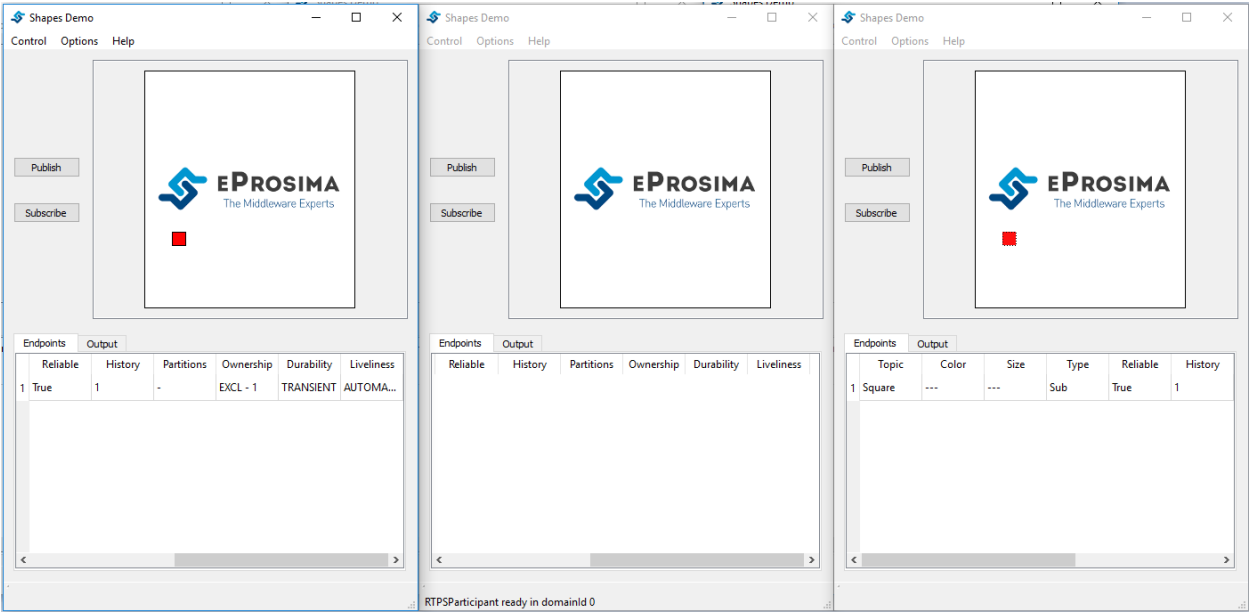 Shapes Demo
Control Options Help
Publish
Subscribe
EPROSIMA
The Middleware Experts
Endpoints Output
Reliable History Partitions Ownership Durability Liveliness
1 True 1 - EXCL - 1 TRANSIENT AUTOMA...
Shapes Demo
Control Options Help
Publish
Subscribe
EPROSIMA
The Middleware Experts
Endpoints Output
Reliable History Partitions Ownership Durability Liveliness
RTPSParticipant ready in domainId 0
Shapes Demo
Control Options Help
Publish
Subscribe
EPROSIMA
The Middleware Experts
Endpoints Output
Topic Color Size Type Reliable History
1 Square --- --- Sub True 1